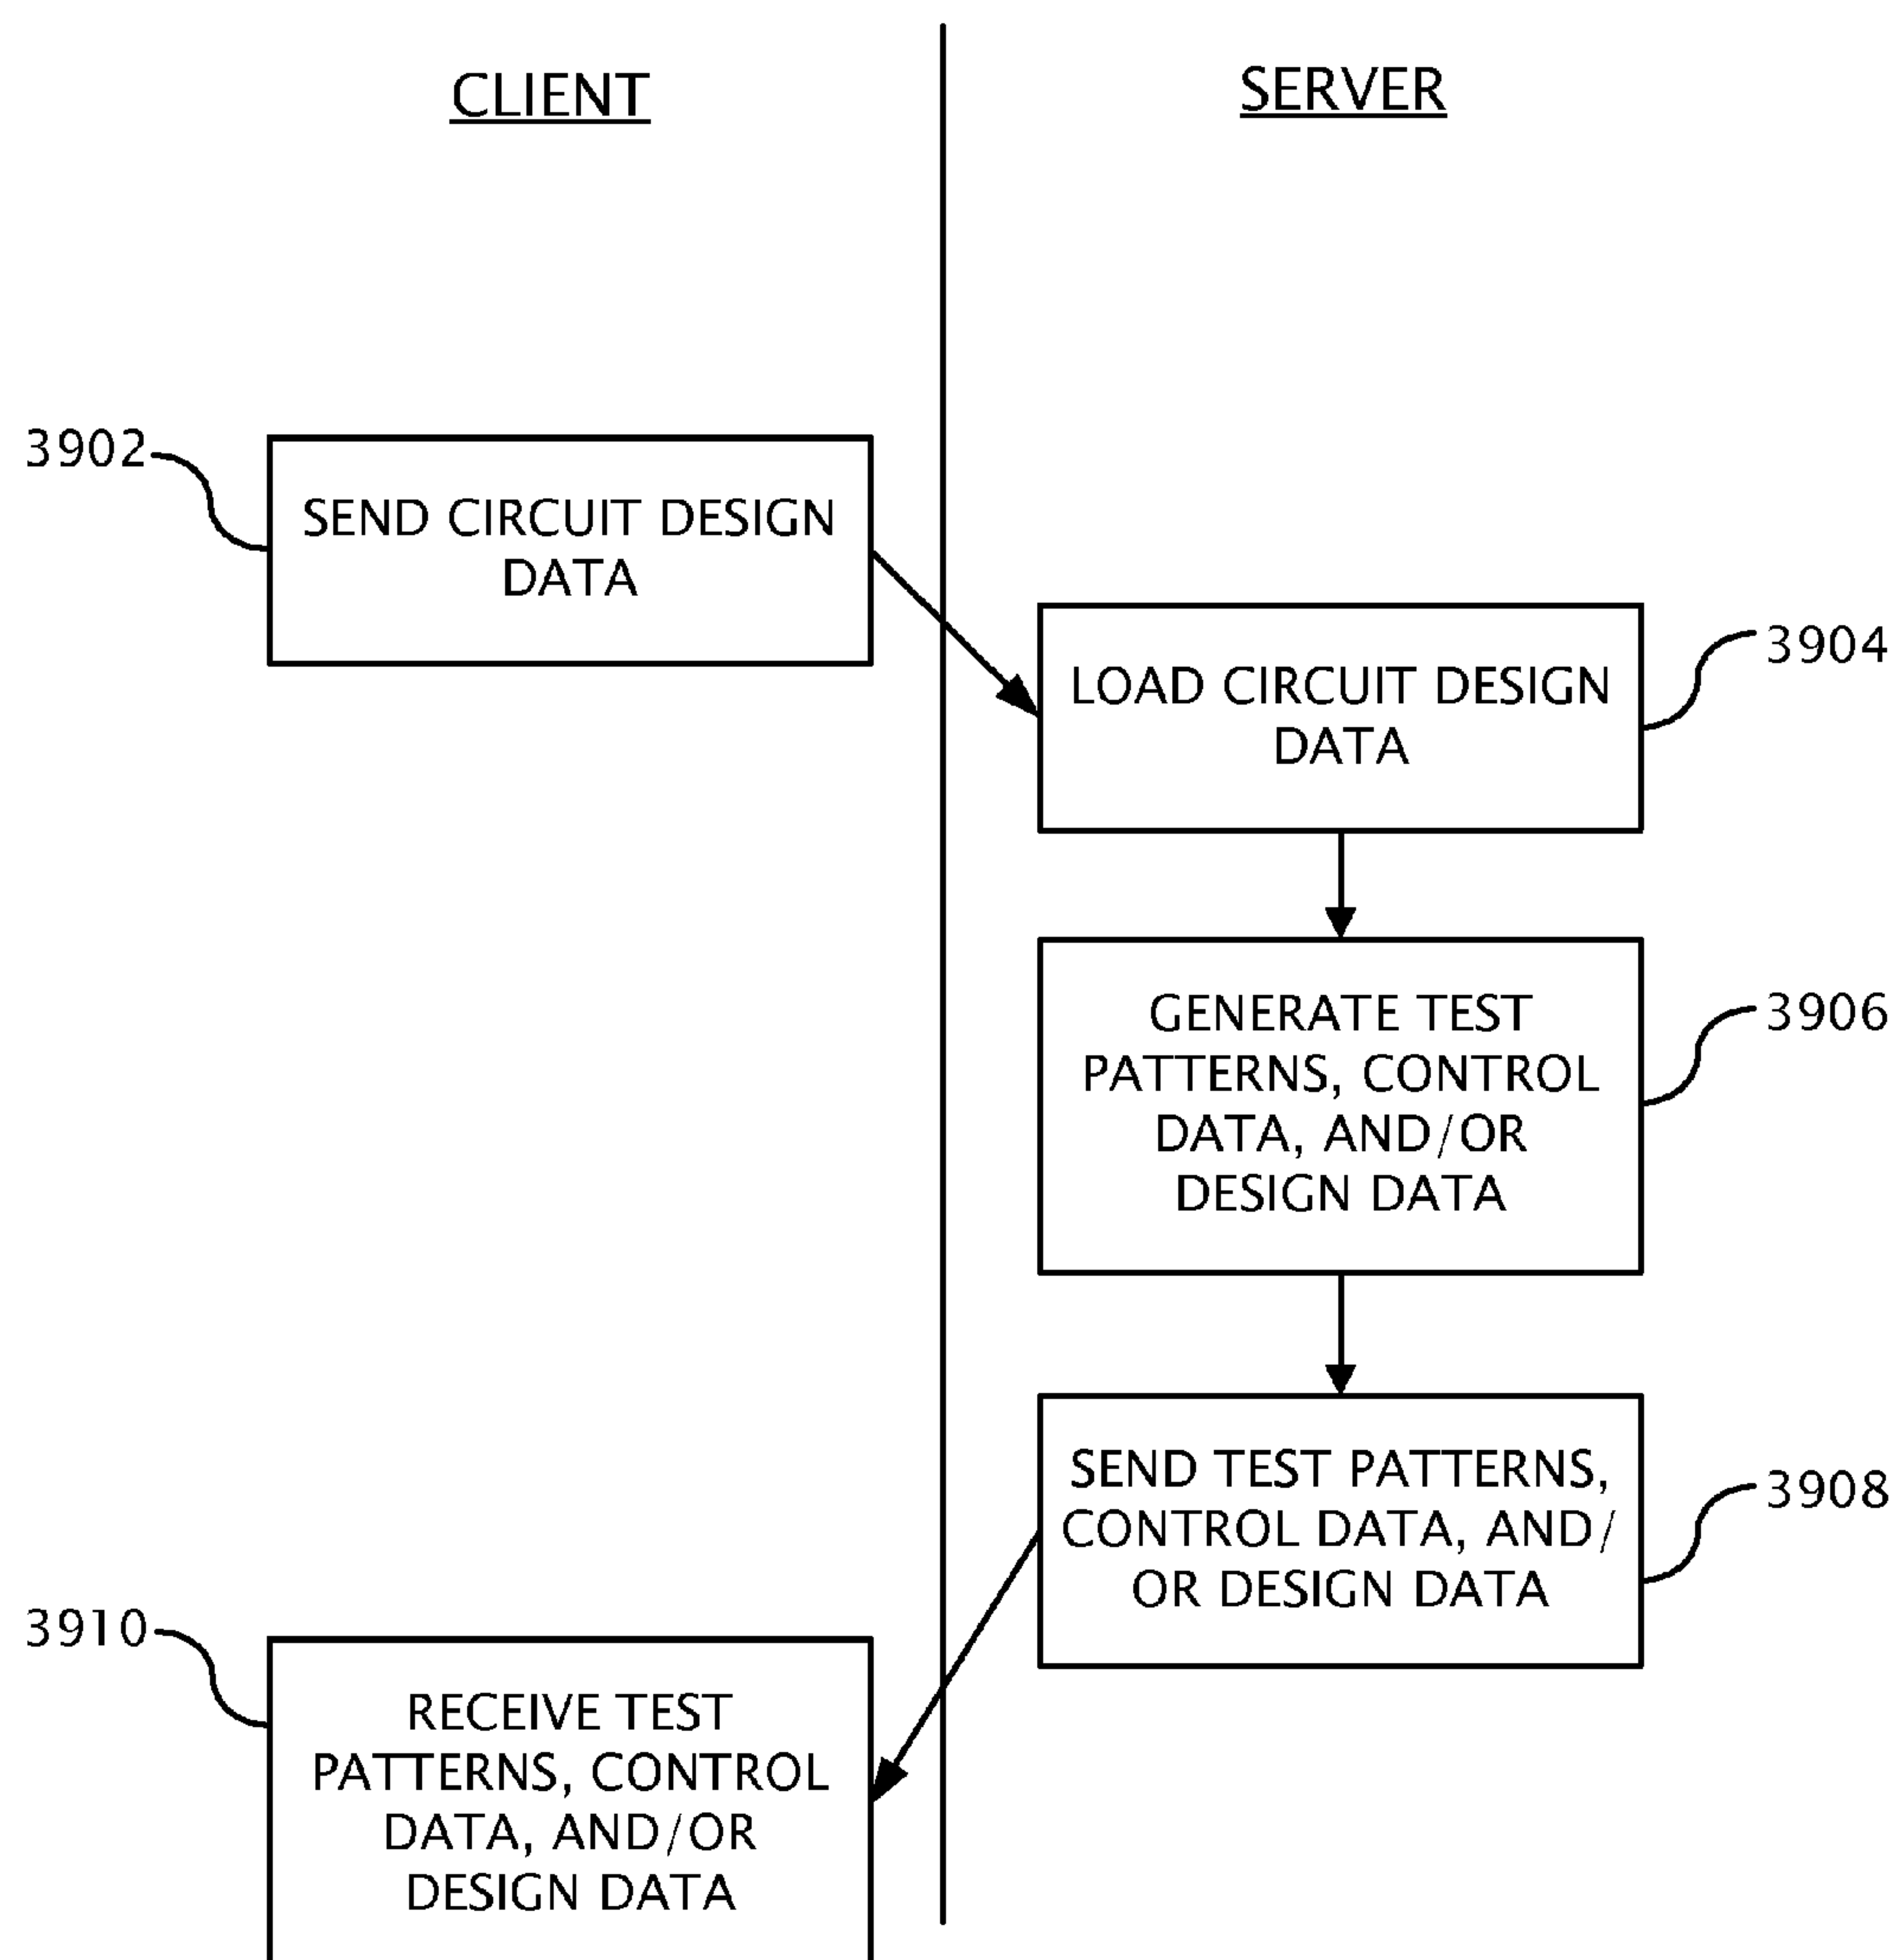 CLIENT
SERVER
3902
SEND CIRCUIT DESIGN
DATA
3904
LOAD CIRCUIT DESIGN
DATA
3906
GENERATE TEST
PATTERNS, CONTROL
DATA, AND/OR
DESIGN DATA
3908
SEND TEST PATTERNS,
CONTROL DATA, AND/
OR DESIGN DATA
3910
RECEIVE TEST
PATTERNS, CONTROL
DATA, AND/OR
DESIGN DATA